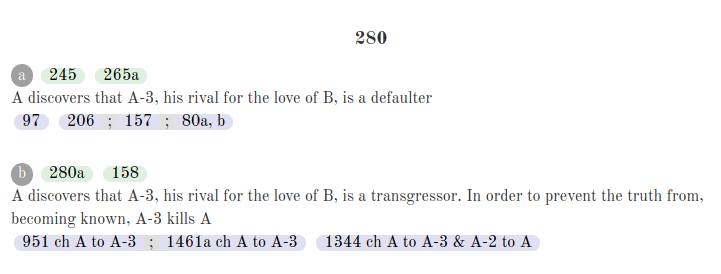 280
a 245 265a
A discovers that A-3, his rival for the love of B, is a defaulter
97 206 ; 157 ; 80a, b
b 280a 158
A discovers that A-3, his rival for the love of B, is a transgressor. In order to prevent the truth from,
becoming known, A-3 kills A
951 ch A to A-3 ; 1461a ch A to A-3 1344 ch A to A-3 & A-2 to A